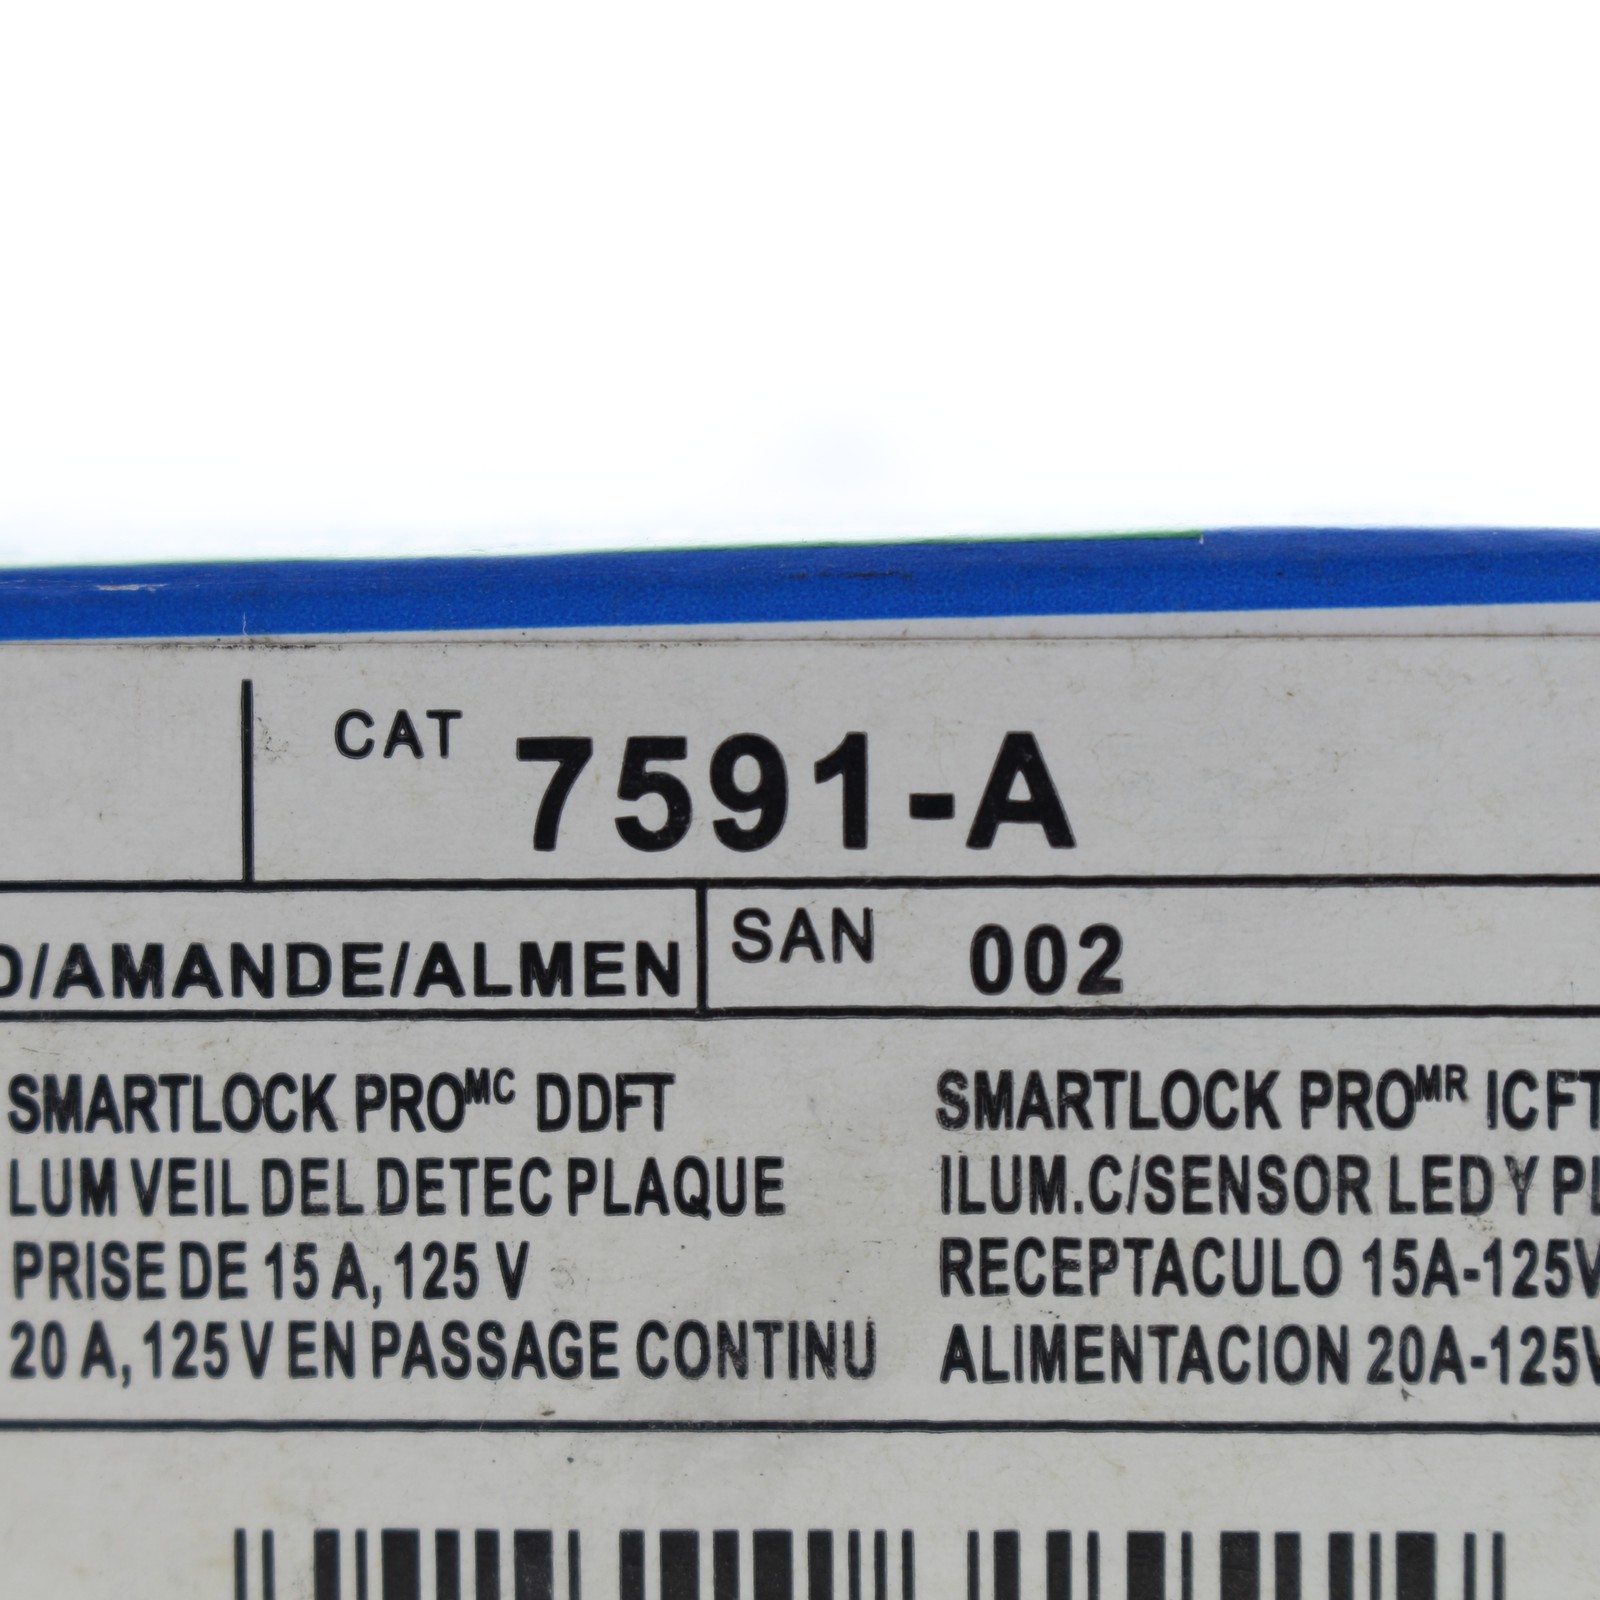 CAT 7591-A
D/AMANDE/ALMEN SAN 002
SMARTLOCK PROᴹᶜ DDFT
LUM VEIL DEL DETEC PLAQUE
PRISE DE 15 A, 125 V
20 A, 125 V EN PASSAGE CONTINU
SMARTLOCK PROᴹᴿ ICFT
ILUM.C/SENSOR LED Y PL
RECEPTACULO 15A-125V
ALIMENTACION 20A-125V